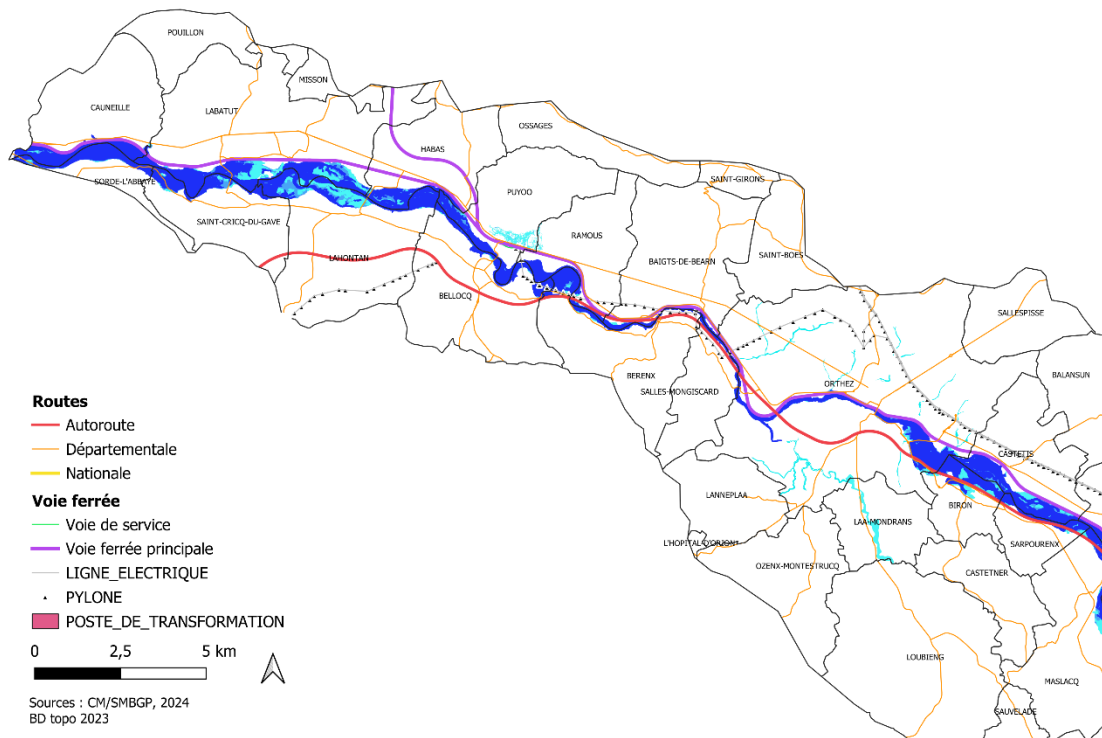 POUILLON
MISSON
CAUNEILLE
LABATUT
OSSAGES
HABAS
SORDE-L'ABBAYE
SAINT-GIRONS
PUYOO
SAINT-CRICQ-DU-GAVE
RAMOUS
LAHONTAN
BAIGTS-DE-BEARN
SAINT-BOES
BELLOCQ
SALLESPISSE
BERENX
BALANSUN
ORTHEZ
SALLES-MONGISCARD
CASTETIS
LANNEPLAA
BIRON
LAA-MONDRANS
L'HOPITAL-D'ORION
SARPOURENX
OZENX-MONTESTRUCQ
CASTETNER
LOUBIENG
MASLACQ
SAUVELADE
Routes
Autoroute
Départementale
Nationale
Voie ferrée
Voie de service
Voie ferrée principale
LIGNE_ELECTRIQUE
PYLONE
POSTE_DE_TRANSFORMATION
0 2,5 5 km
Sources : CM/SMBGP, 2024
BD topo 2023